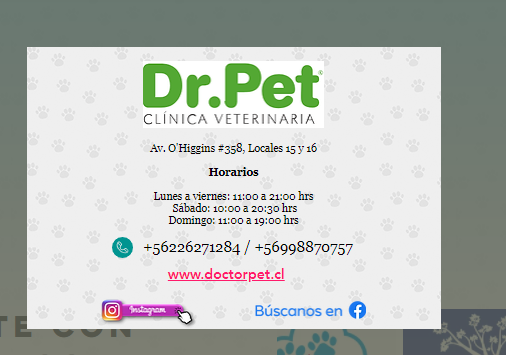 Dr.Pet
CLÍNICA VETERINARIA
Av. O'Higgins #358, Locales 15 y 16
Horarios
Lunes a viernes: 11:00 a 21:00 hrs
Sábado: 10:00 a 20:30 hrs
Domingo: 11:00 a 19:00 hrs
+56226271284 / +56998870757
www.doctorpet.cl
Instagram
Búscanos en
TE CON